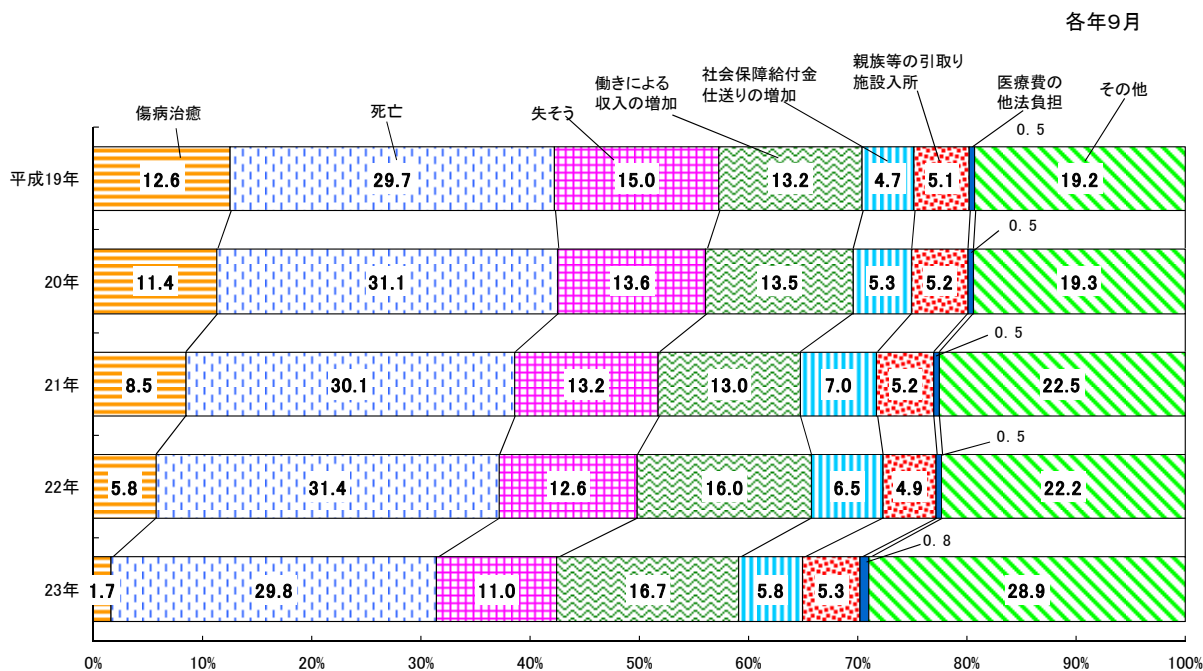 各年9月
傷病治癒
死亡
失そう
働きによる
収入の増加
社会保障給付金
仕送りの増加
親族等の引取り
施設入所
医療費の
他法負担
その他
0.5
平成19年
12.6
29.7
15.0
13.2
4.7
5.1
19.2
0.5
20年
11.4
31.1
13.6
13.5
5.3
5.2
19.3
0.5
21年
8.5
30.1
13.2
13.0
7.0
5.2
22.5
0.5
22年
5.8
31.4
12.6
16.0
6.5
4.9
22.2
0.8
23年
1.7
29.8
11.0
16.7
5.8
5.3
28.9
0%
10%
20%
30%
40%
50%
60%
70%
80%
90%
100%